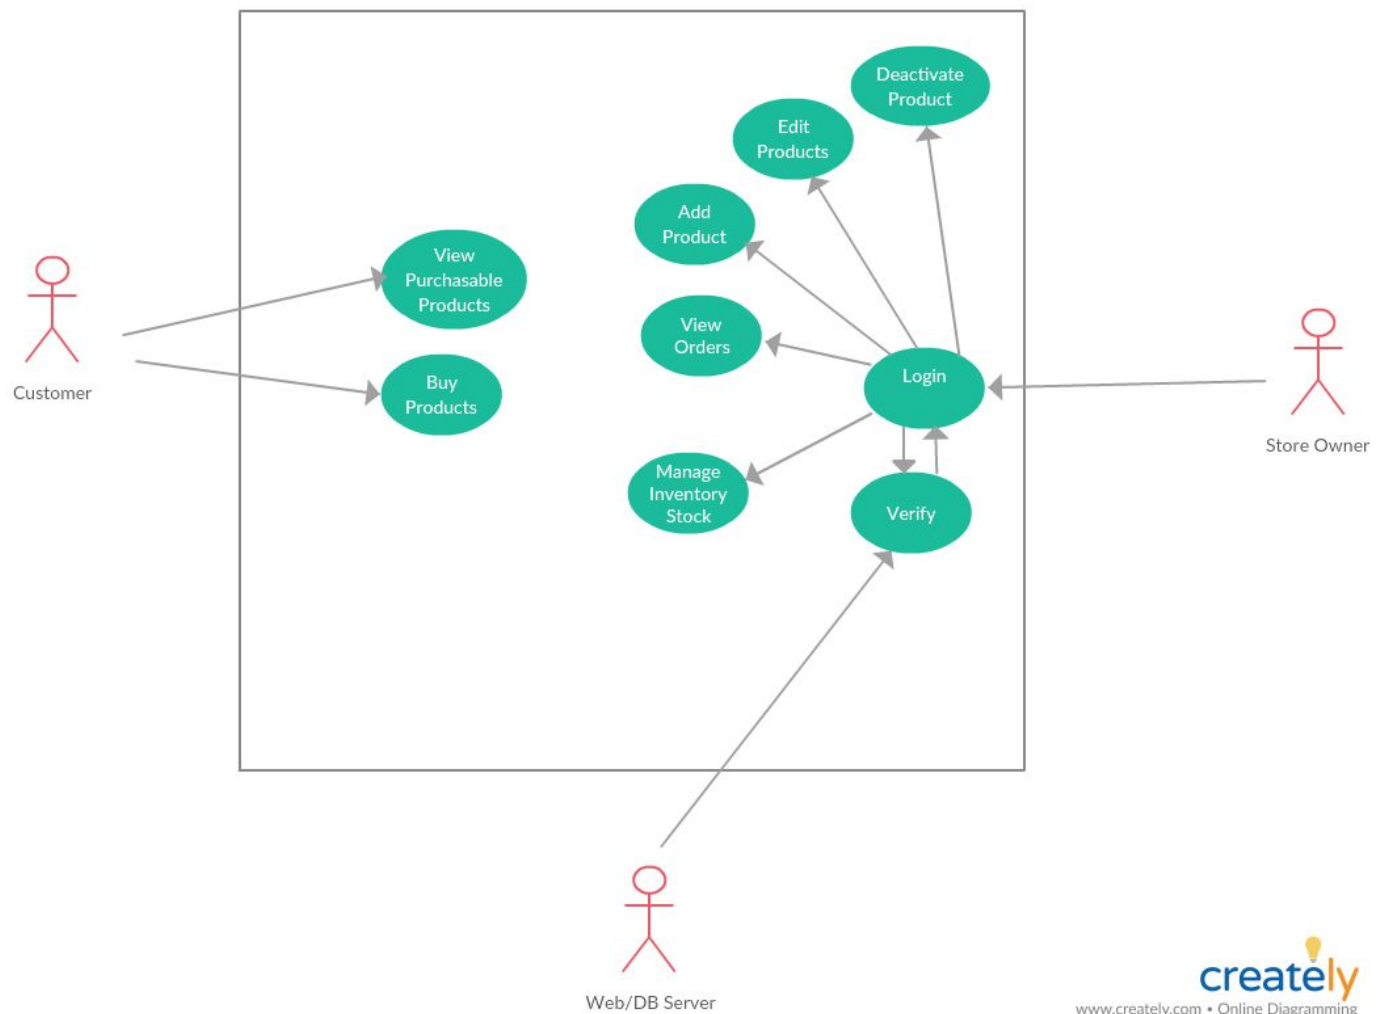 Deactivate
Product
Edit
Products
Add
Product
View
Purchasable
Products
View
Orders
Login
Buy
Products
Customer
Store Owner
Manage
Inventory
Stock
Verify
Web/DB Server
creately
www.creately.com • Online Diagramming